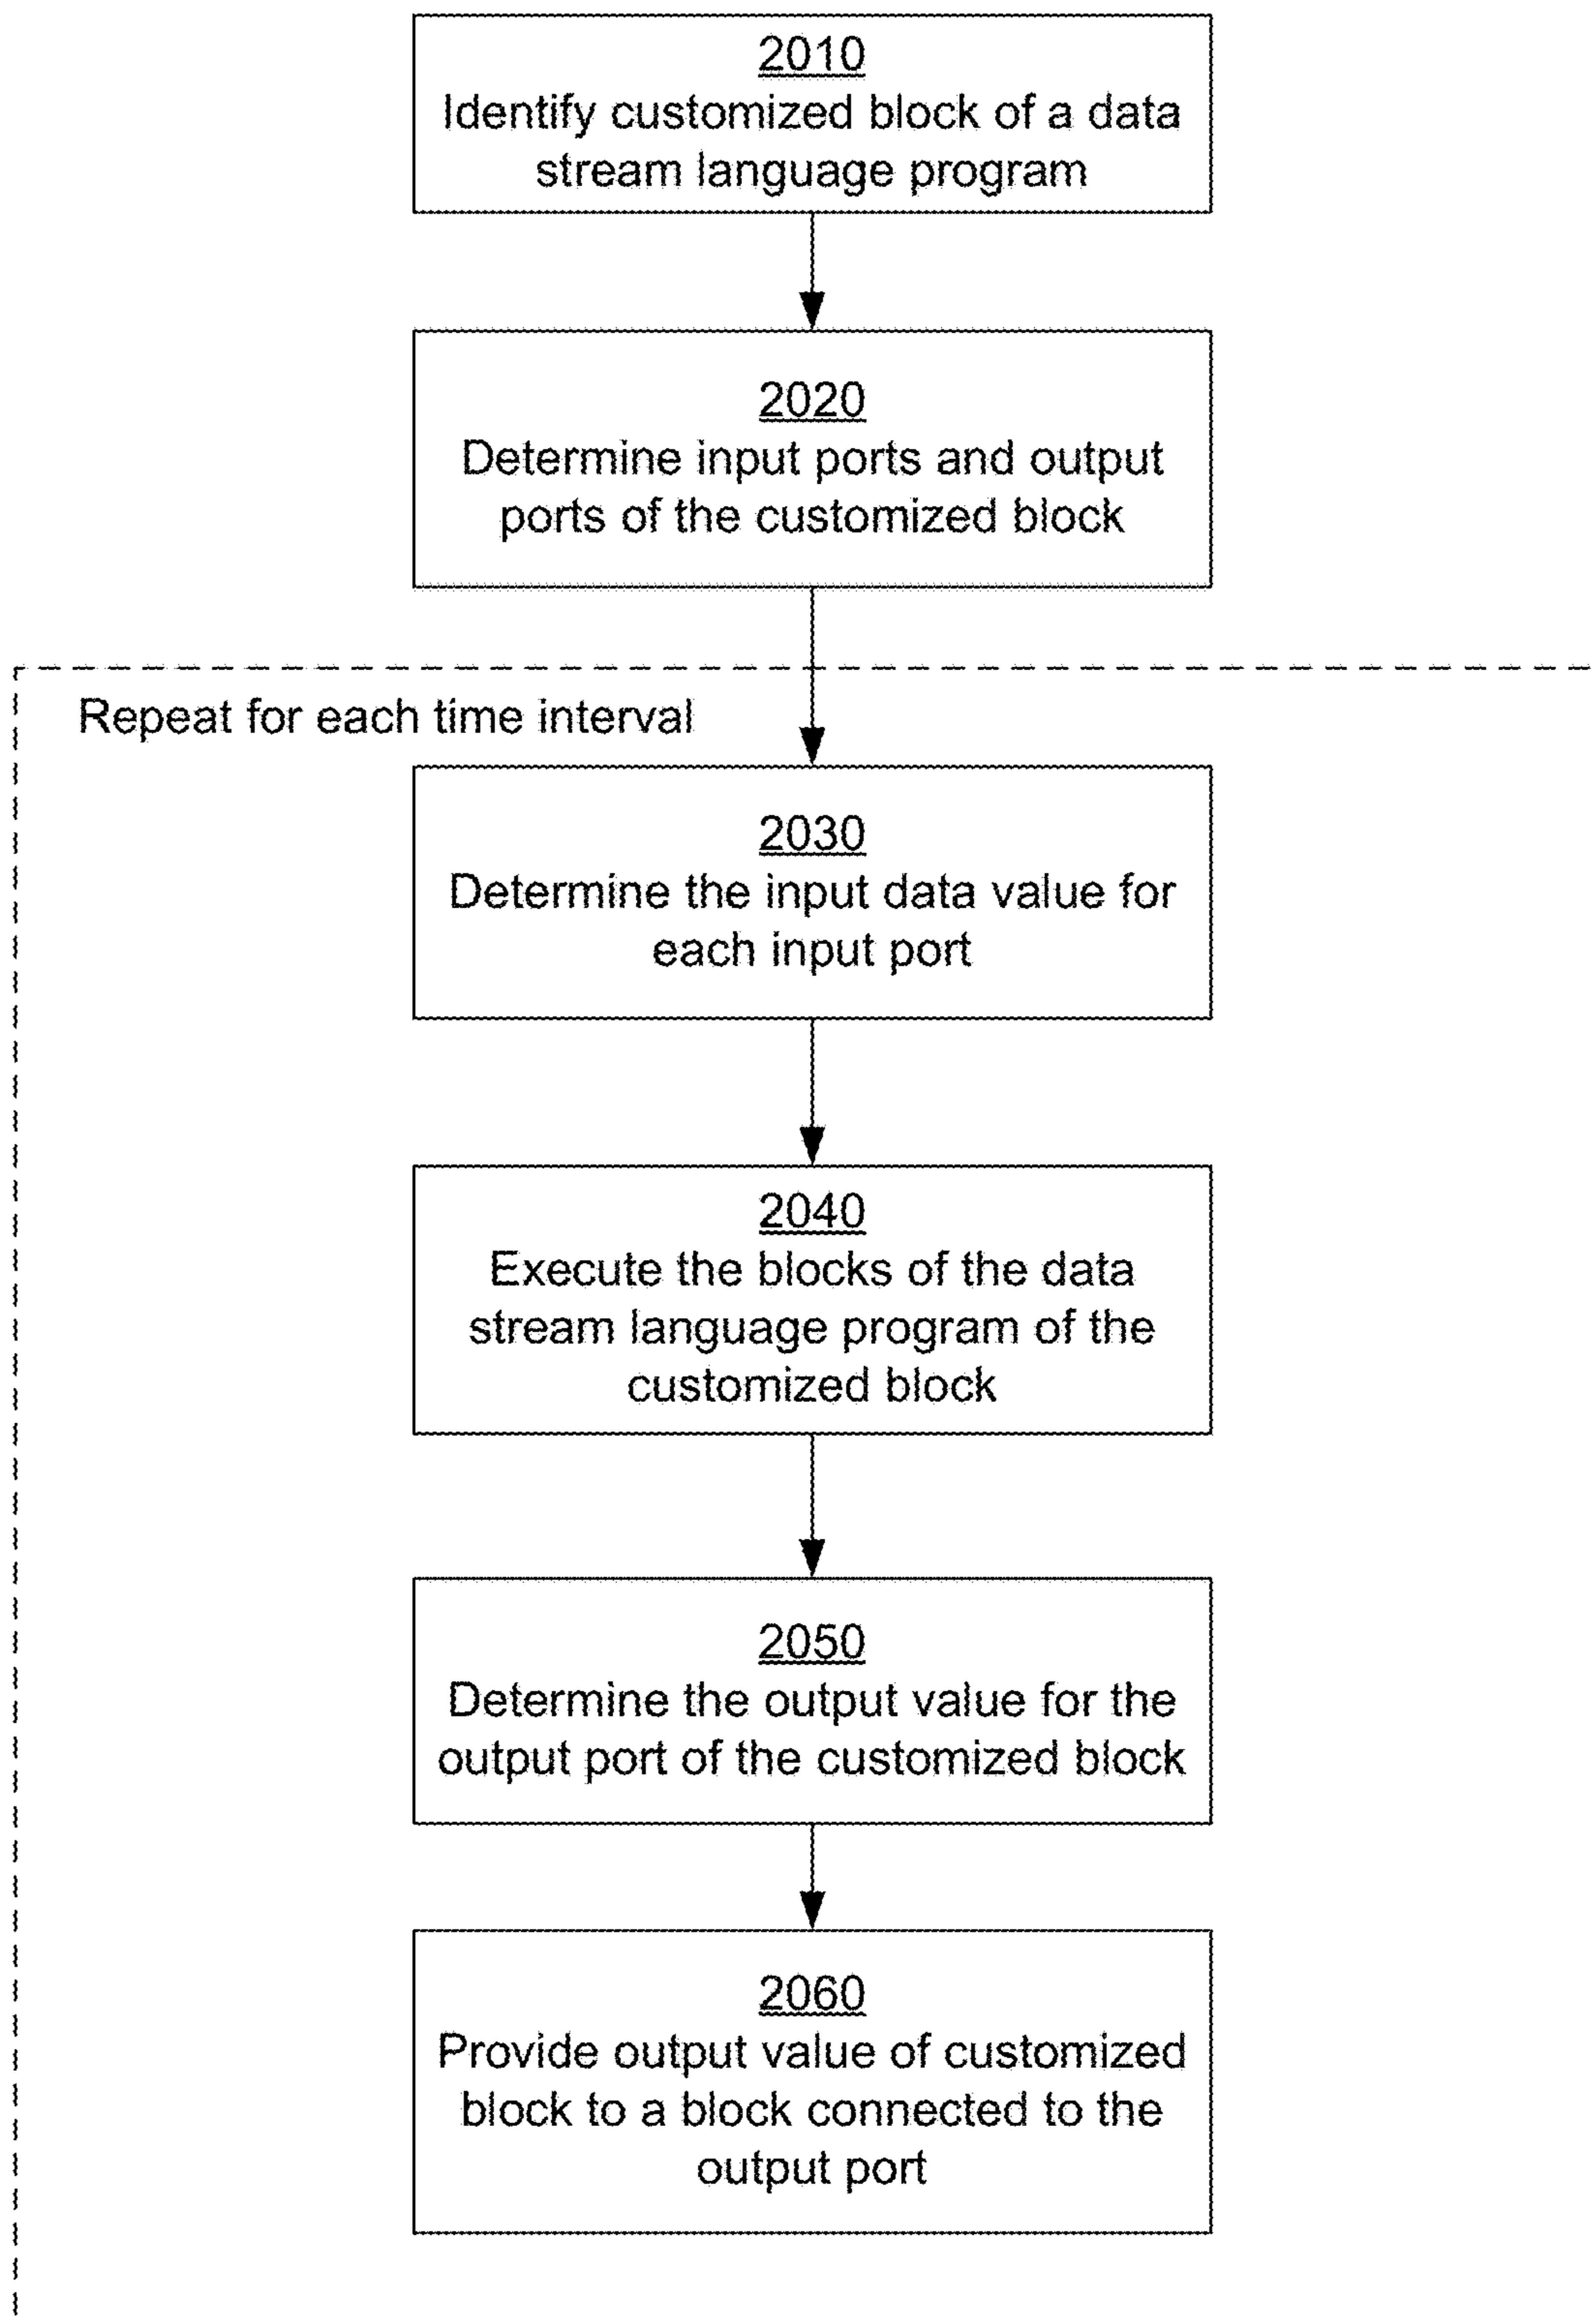 2010
Identify customized block of a data
stream language program
2020
Determine input ports and output
ports of the customized block
Repeat for each time interval
2030
Determine the input data value for
each input port
2040
Execute the blocks of the data
stream language program of the
customized block
2050
Determine the output value for the
output port of the customized block
2060
Provide output value of customized
block to a block connected to the
output port